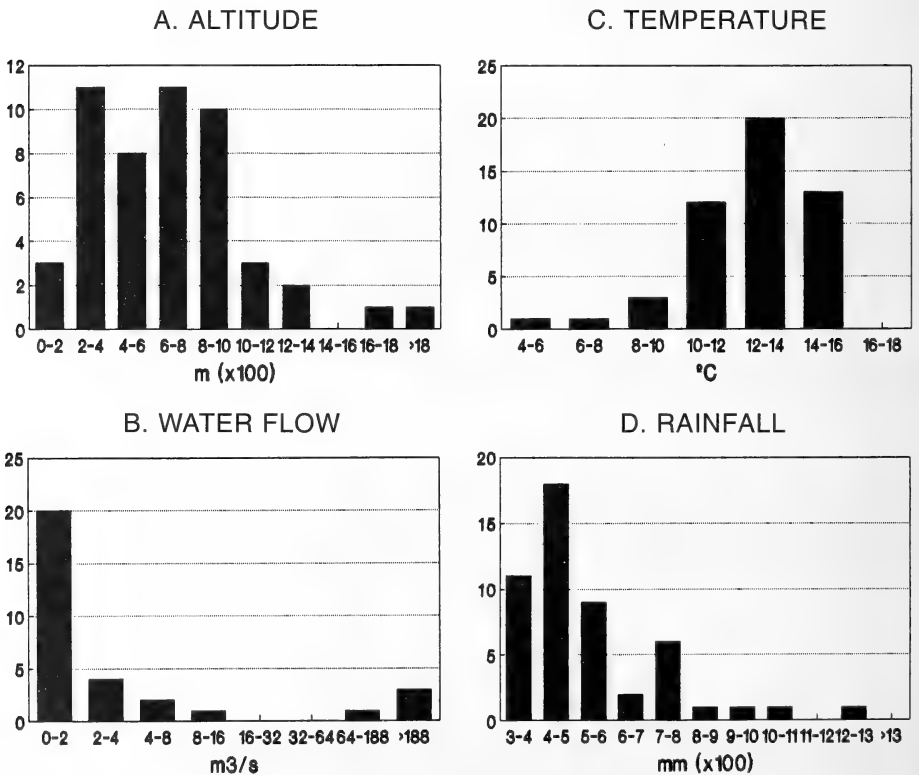 A. ALTITUDE
12
10
8
6
4
2
0
0-2 2-4 4-6 6-8 8-10 10-12 12-14 14-16 16-18 >18
m (x100)
C. TEMPERATURE
25
20
15
10
5
0
4-6 6-8 8-10 10-12 12-14 14-16 16-18
ºC
B. WATER FLOW
25
20
15
10
5
0
0-2 2-4 4-8 8-16 16-32 32-64 64-188 >188
m3/s
D. RAINFALL
20
15
10
5
0
3-4 4-5 5-6 6-7 7-8 8-9 9-10 10-11 11-12 12-13 >13
mm (x100)